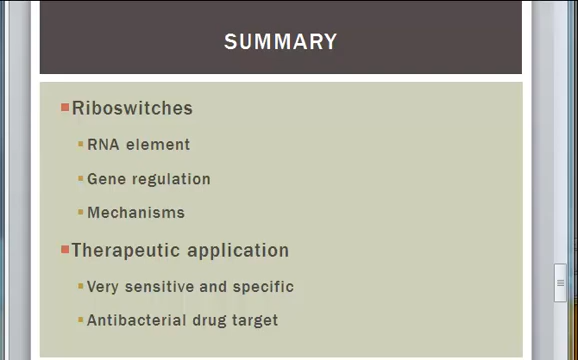 SUMMARY
Riboswitches
RNA element
Gene regulation
Mechanisms
Therapeutic application
Very sensitive and specific
Antibacterial drug target